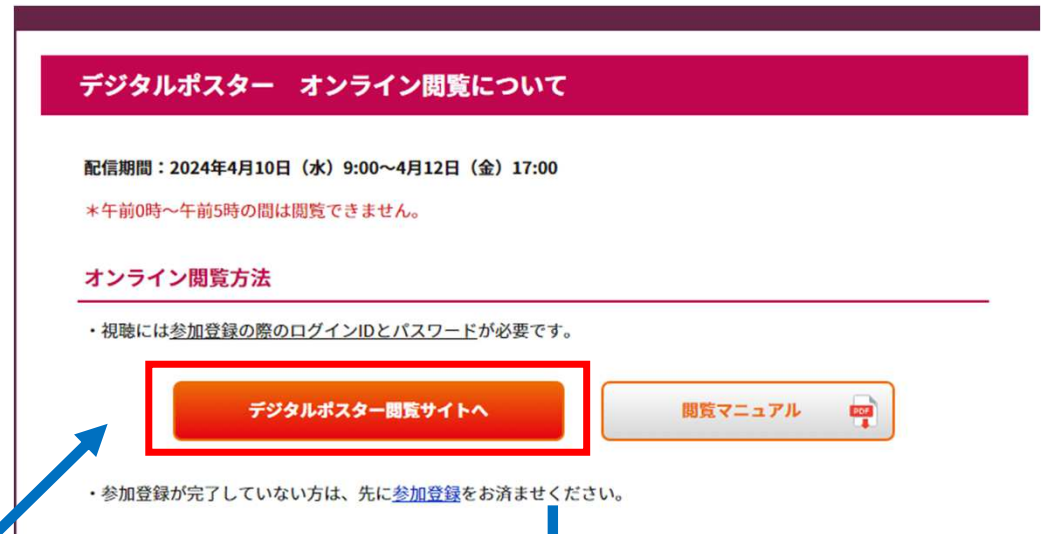 デジタルポスター　オンライン閲覧について
配信期間：2024年4月10日（水）9:00～4月12日（金）17:00
＊午前0時～午前5時の間は閲覧できません。
オンライン閲覧方法
・視聴には参加登録の際のログインIDとパスワードが必要です。
デジタルポスター閲覧サイトへ
閲覧マニュアル PDF
・参加登録が完了していない方は、先に参加登録をお済ませください。